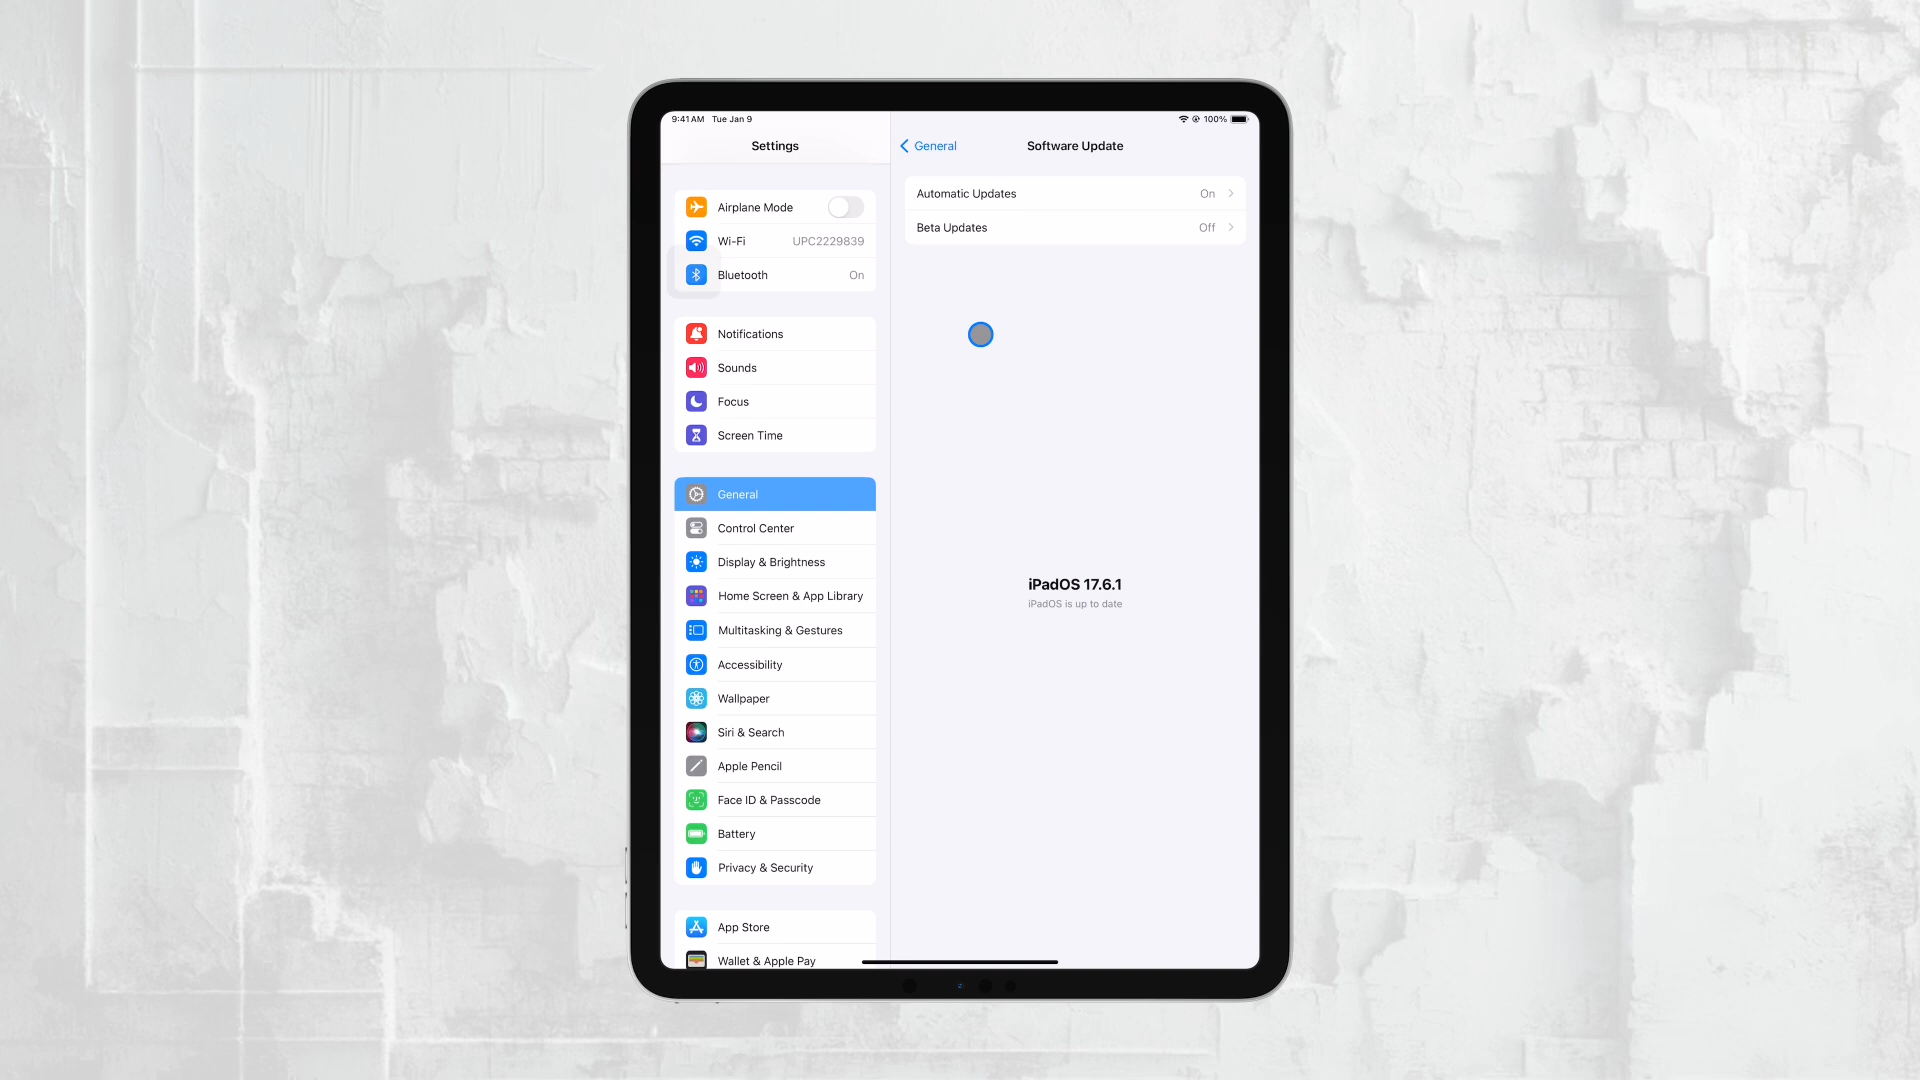 9:41 AM Tue Jan 9
100%
Settings
General
Software Update
Airplane Mode
Wi-Fi UPC2229839
Bluetooth On
Notifications
Sounds
Focus
Screen Time
General
Control Center
Display & Brightness
Home Screen & App Library
Multitasking & Gestures
Accessibility
Wallpaper
Siri & Search
Apple Pencil
Face ID & Passcode
Battery
Privacy & Security
App Store
Wallet & Apple Pay
Automatic Updates On
Beta Updates Off
iPadOS 17.6.1
iPadOS is up to date